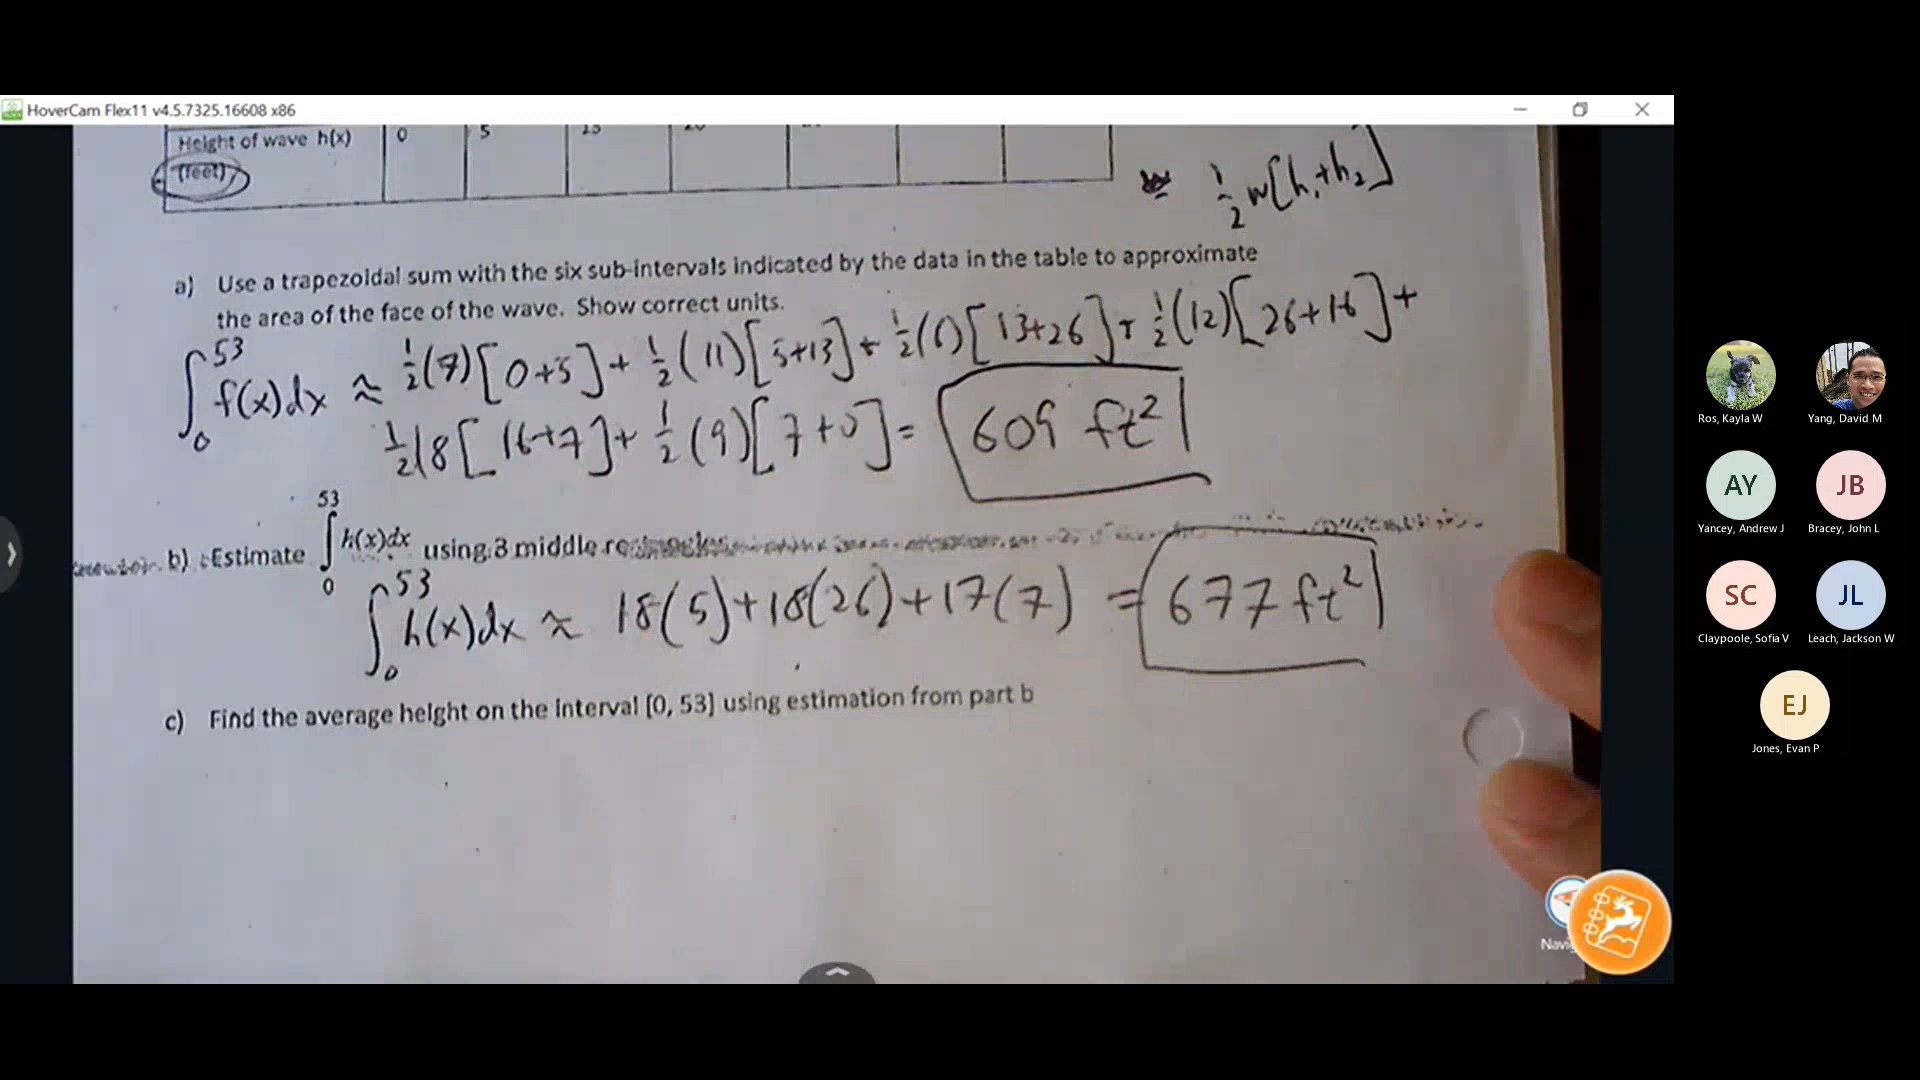 HoverCam Flex11 v4.5.7325.16608 x86
Height of wave h(x) 0 5 13
(feet)
1/2 w[h₁+h₂]
a) Use a trapezoidal sum with the six sub-intervals indicated by the data in the table to approximate
the area of the face of the wave. Show correct units.
∫₀⁵³ f(x)dx ≈ 1/2(7)[0+5]+ 1/2(11)[5+13]+ 1/2(6)[13+26]+ 1/2(12)[26+16]+
1/2(8[16+7]+ 1/2(9)[7+0]= 609 ft²
b) Estimate ∫₀⁵³ h(x)dx using 3 middle
∫₀⁵³ h(x)dx ≈ 18(5)+18(26)+17(7) = 677 ft²
c) Find the average height on the interval [0, 53] using estimation from part b
Ros, Kayla W
Yang, David M
AY
JB
Yancey, Andrew J
Bracey, John L
SC
JL
Claypoole, Sofia V
Leach, Jackson W
EJ
Jones, Evan P